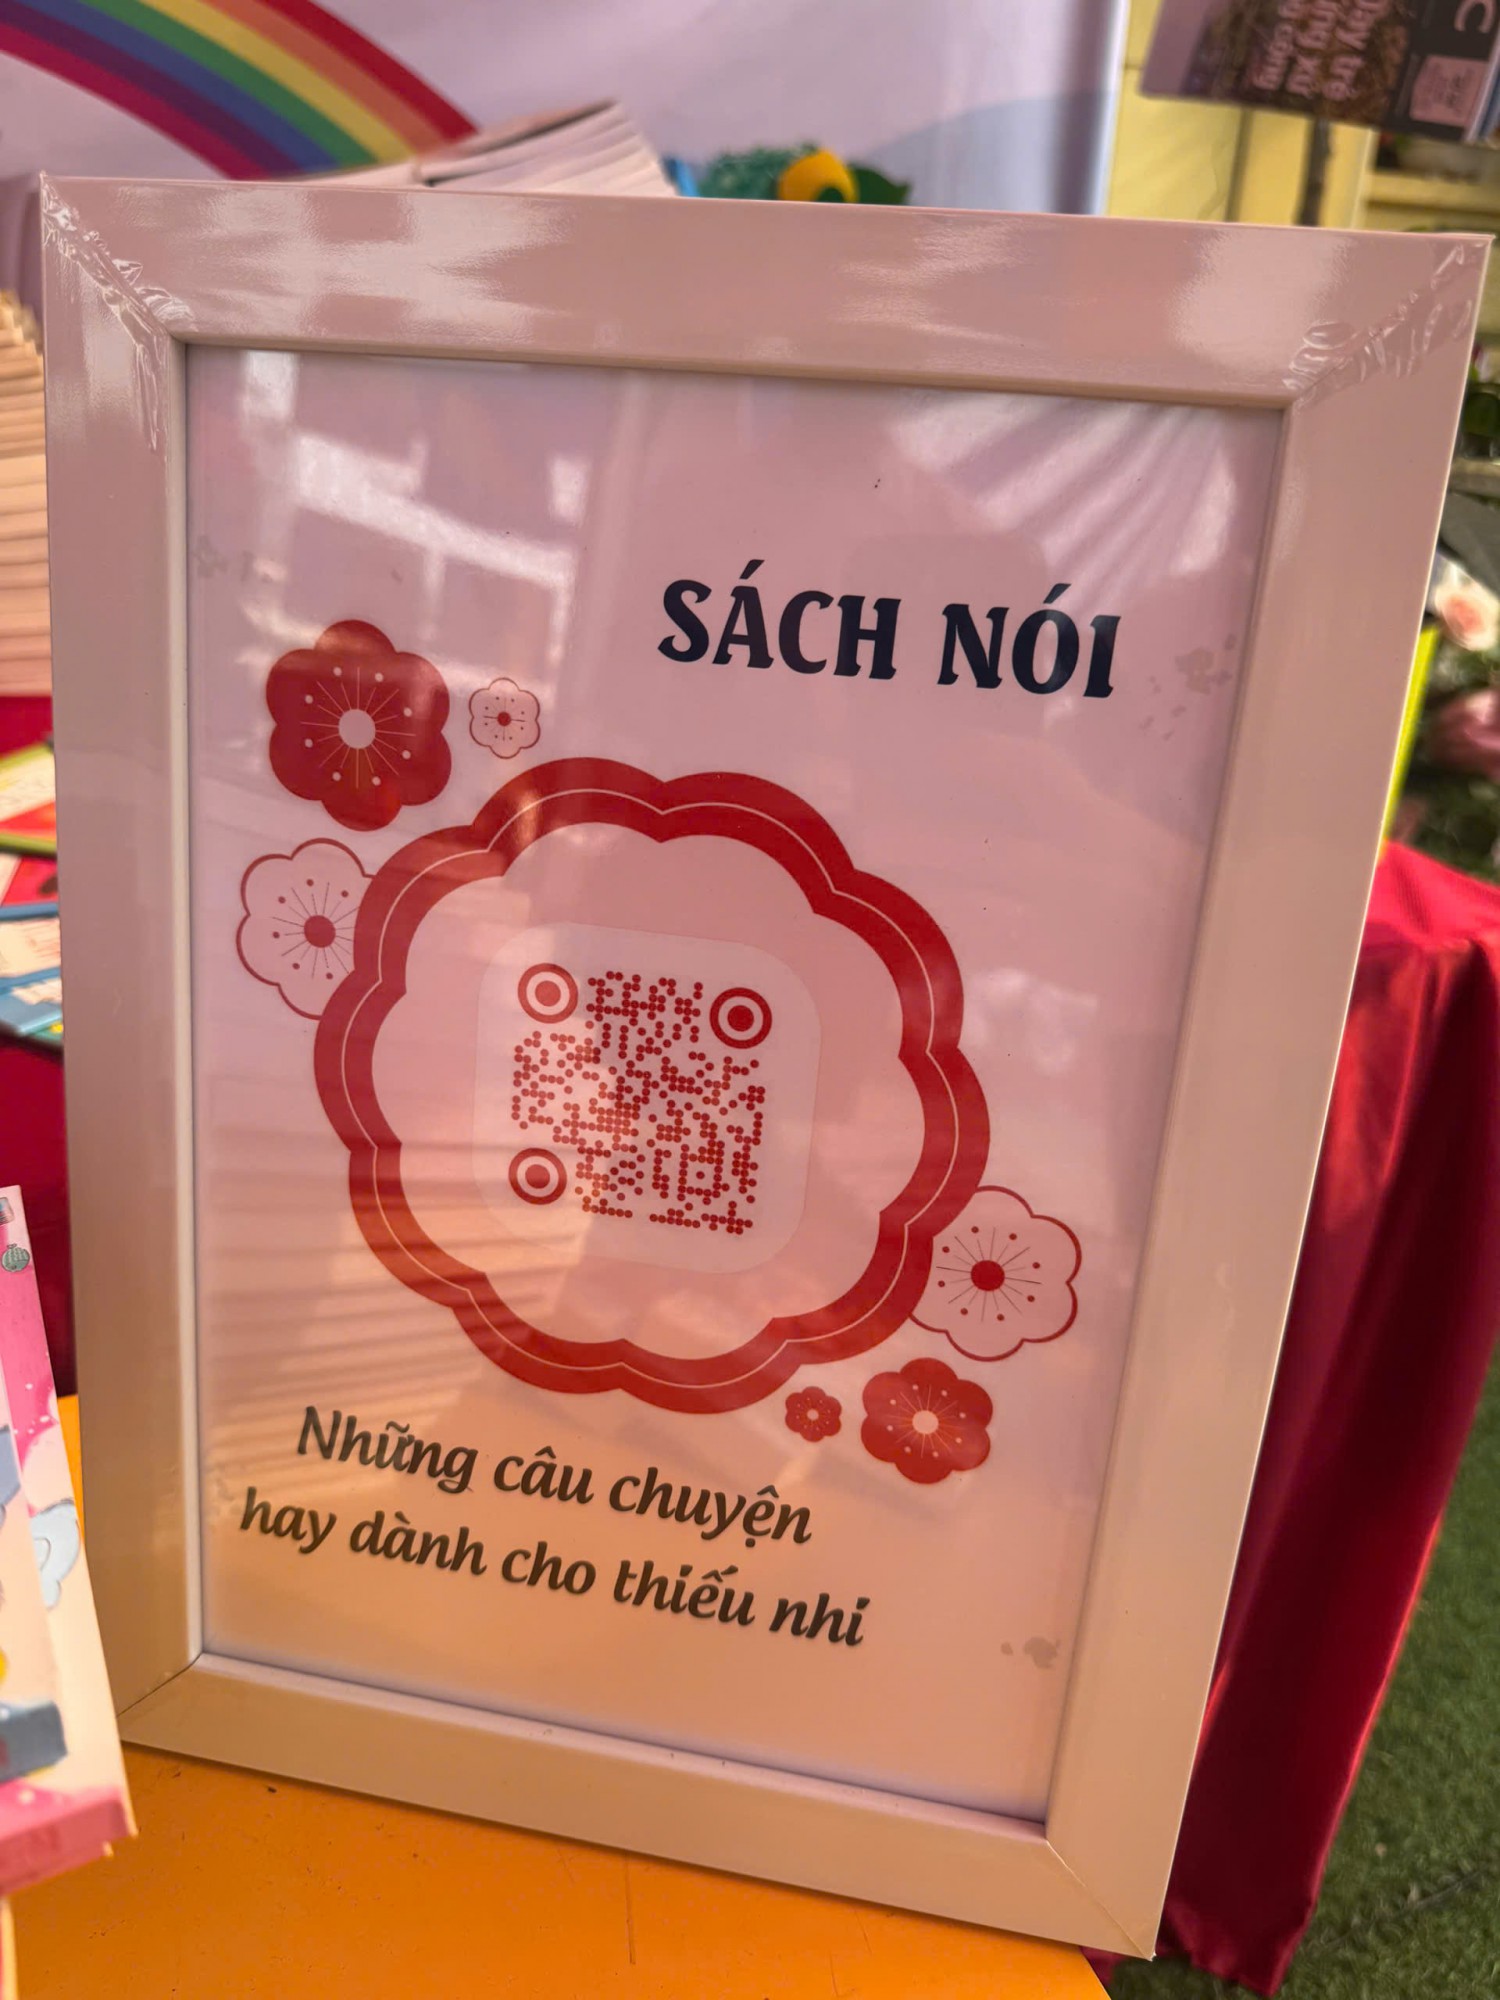 SÁCH NÓI
Những câu chuyện
hay dành cho thiếu nhi